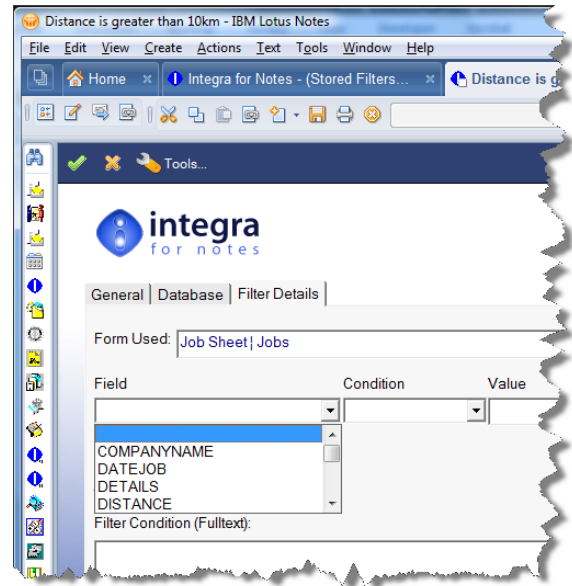 Distance is greater than 10km - IBM Lotus Notes
File Edit View Create Actions Text Tools Window Help
Home Integra for Notes - (Stored Filters... Distance is g
Tools...
integra
for notes
General Database Filter Details
Form Used: Job Sheet¦ Jobs
Field Condition Value
COMPANYNAME
DATEJOB
DETAILS
DISTANCE
Filter Condition (Fulltext):